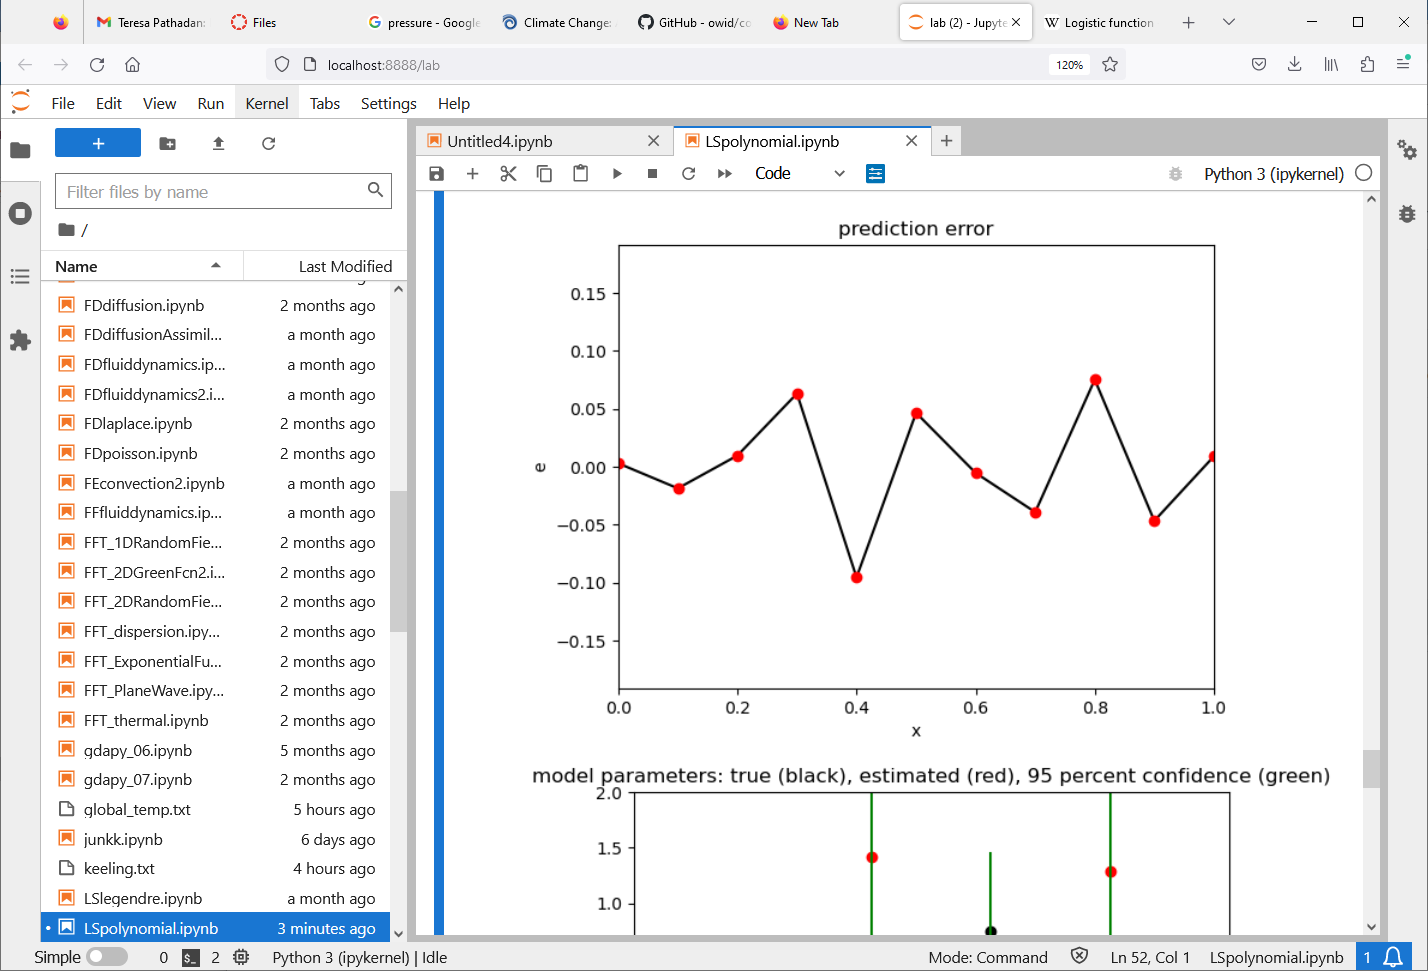 Teresa Pathadan:
Files
pressure - Google
Climate Change:
GitHub - owid/co
New Tab
lab (2) - Jupyte
Logistic function
localhost:8888/lab
120%
File Edit View Run Kernel Tabs Settings Help
Untitled4.ipynb
LSpolynomial.ipynb
Filter files by name
Code
Python 3 (ipykernel)
/
Name Last Modified
FDdiffusion.ipynb 2 months ago
FDdiffusionAssimil... a month ago
FDfluiddynamics.ip... a month ago
FDfluiddynamics2.i... a month ago
FDlaplace.ipynb 2 months ago
FDpoisson.ipynb 2 months ago
FEconvection2.ipynb a month ago
FFfluiddynamics.ip... a month ago
FFT_1DRandomFie... 2 months ago
FFT_2DGreenFcn2.i... 2 months ago
FFT_2DRandomFie... 2 months ago
FFT_dispersion.ipy... 2 months ago
FFT_ExponentialFu... 2 months ago
FFT_PlaneWave.ipy... 2 months ago
FFT_thermal.ipynb 2 months ago
gdapy_06.ipynb 5 months ago
gdapy_07.ipynb 2 months ago
global_temp.txt 5 hours ago
junkk.ipynb 6 days ago
keeling.txt 4 hours ago
LSlegendre.ipynb a month ago
LSpolynomial.ipynb 3 minutes ago
prediction error
0.15
0.10
0.05
0.00
−0.05
−0.10
−0.15
e
0.0 0.2 0.4 0.6 0.8 1.0
x
model parameters: true (black), estimated (red), 95 percent confidence (green)
2.0
1.5
1.0
Simple 0 2 Python 3 (ipykernel) | Idle Mode: Command Ln 52, Col 1 LSpolynomial.ipynb 1